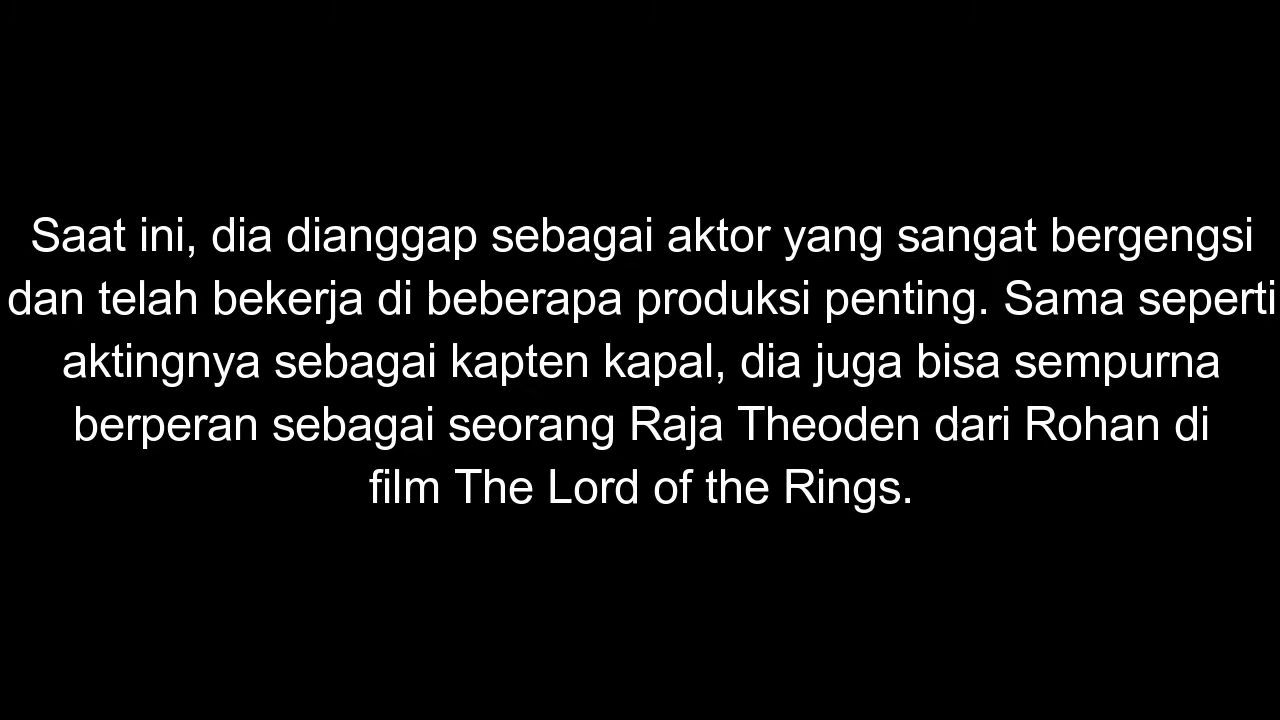 Saat ini, dia dianggap sebagai aktor yang sangat bergengsi
dan telah bekerja di beberapa produksi penting. Sama seperti
aktingnya sebagai kapten kapal, dia juga bisa sempurna
berperan sebagai seorang Raja Theoden dari Rohan di
film The Lord of the Rings.